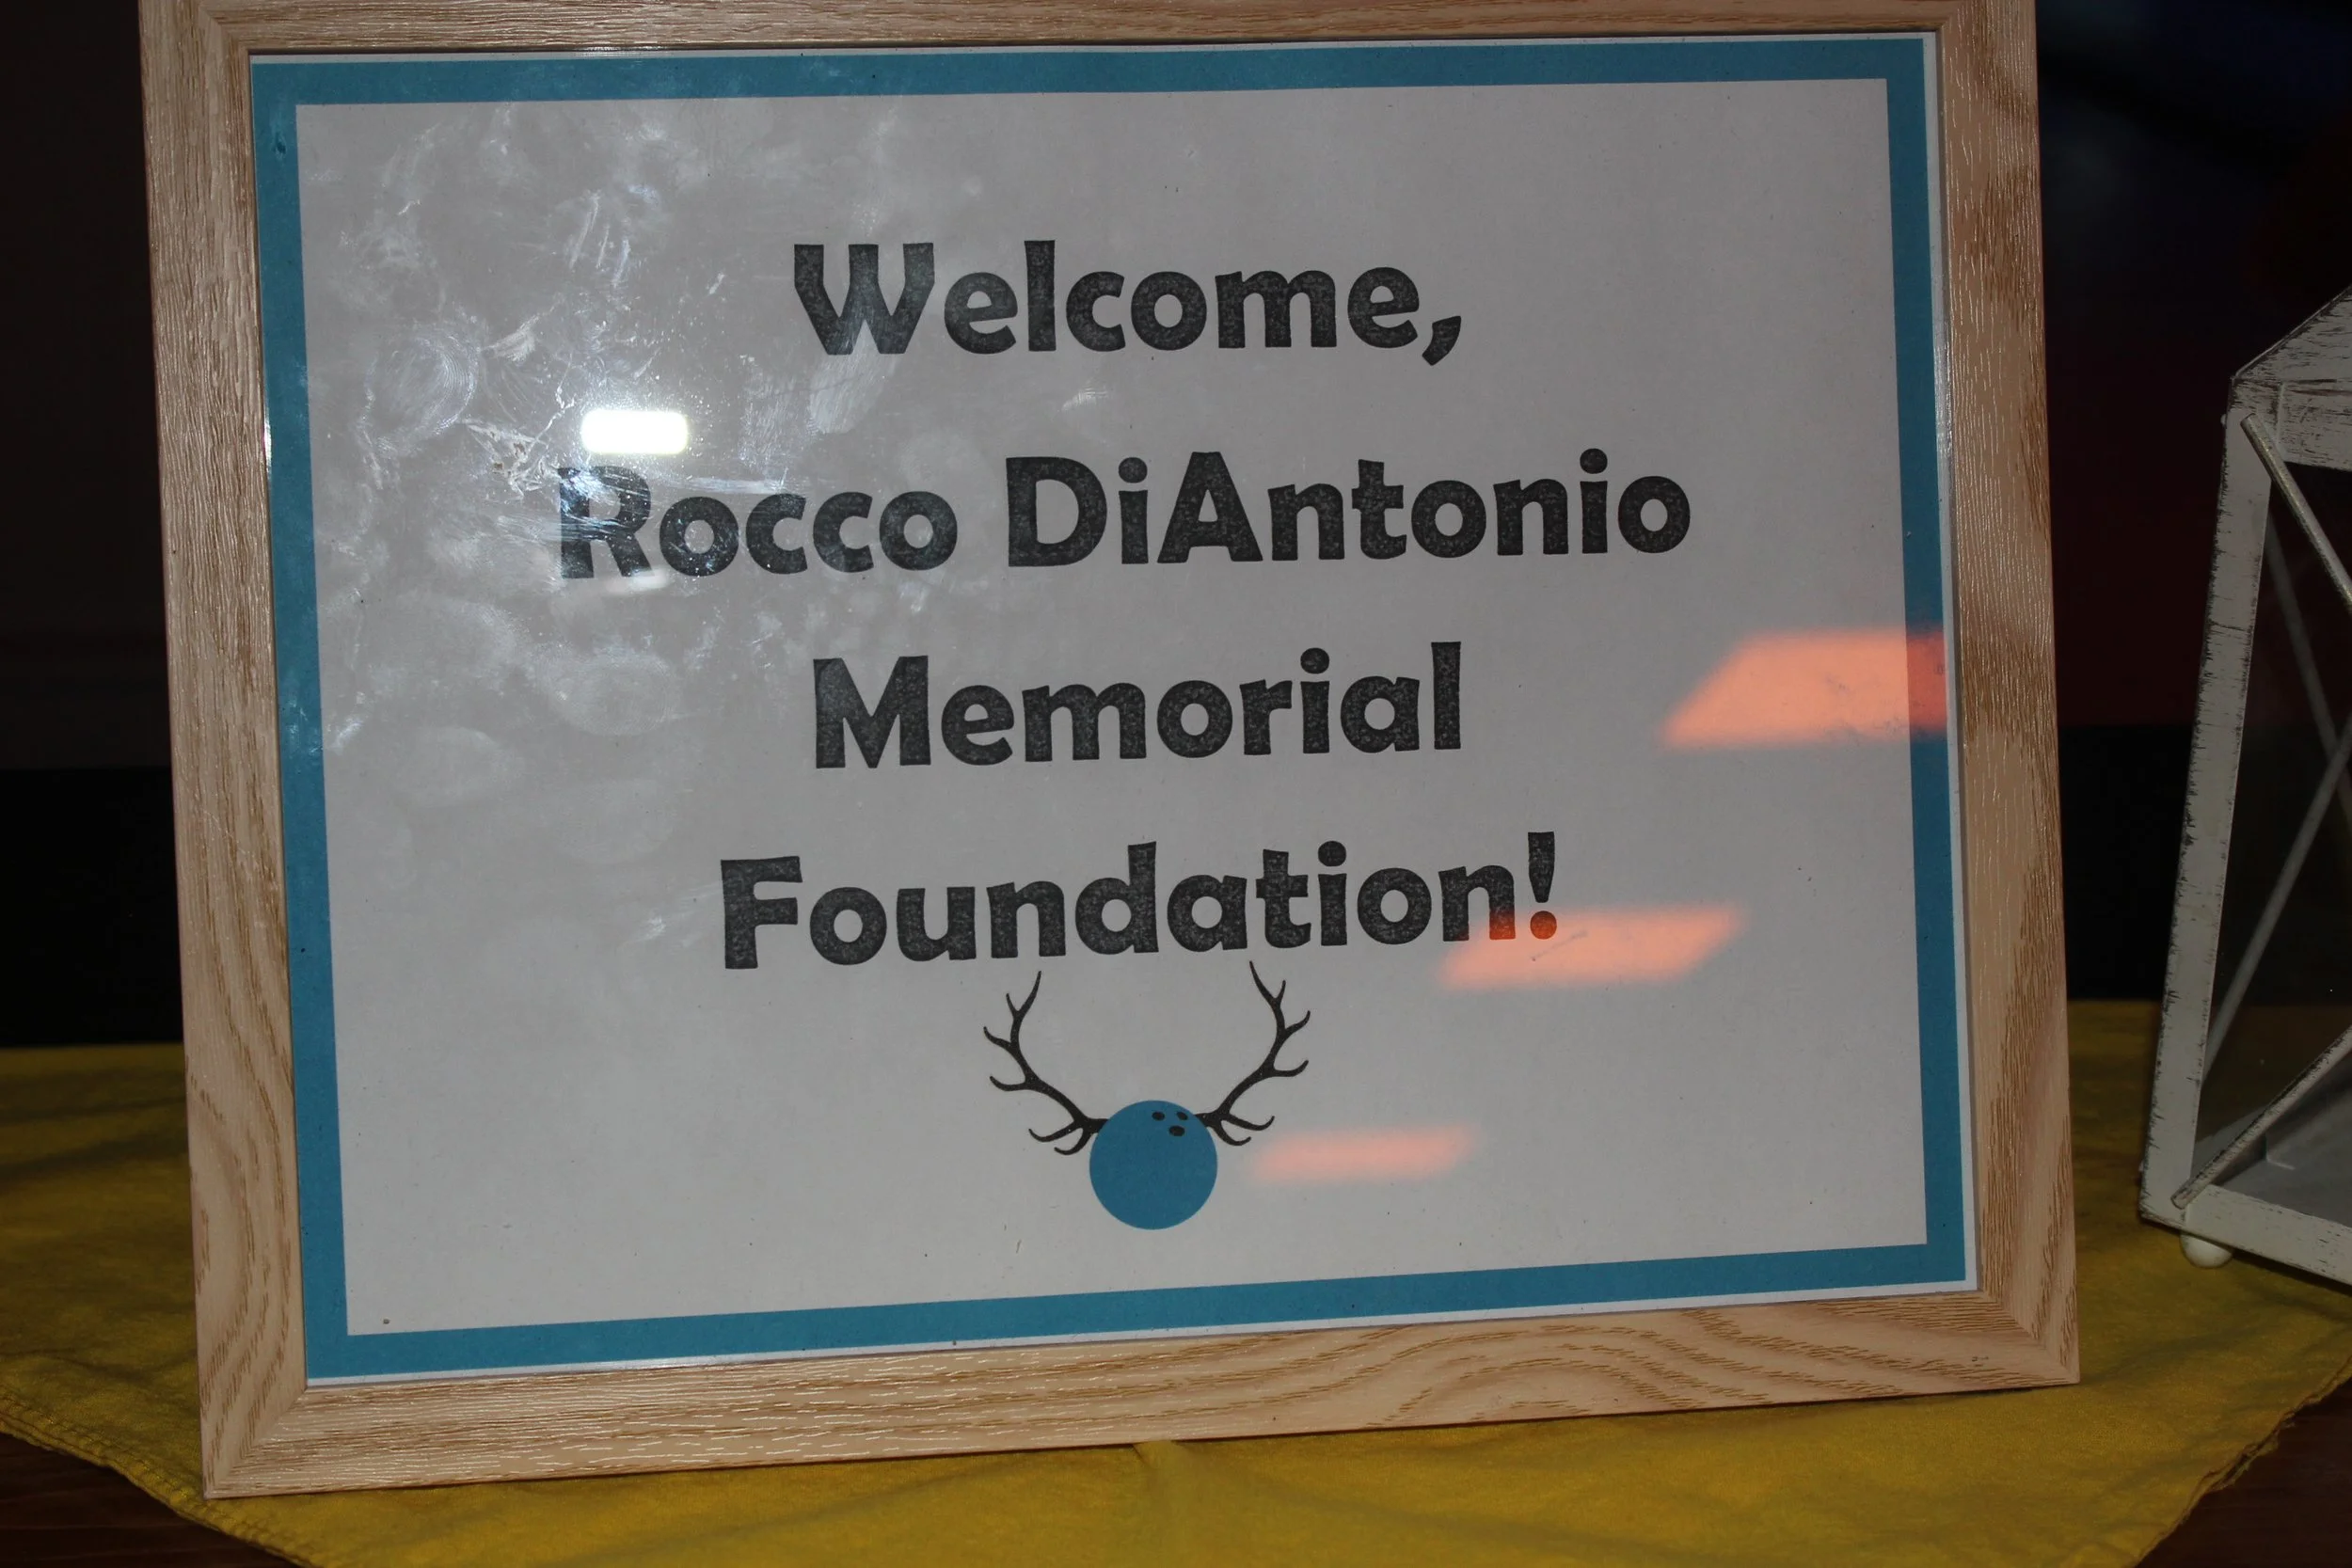 Welcome,
Rocco DiAntonio
Memorial
Foundation!